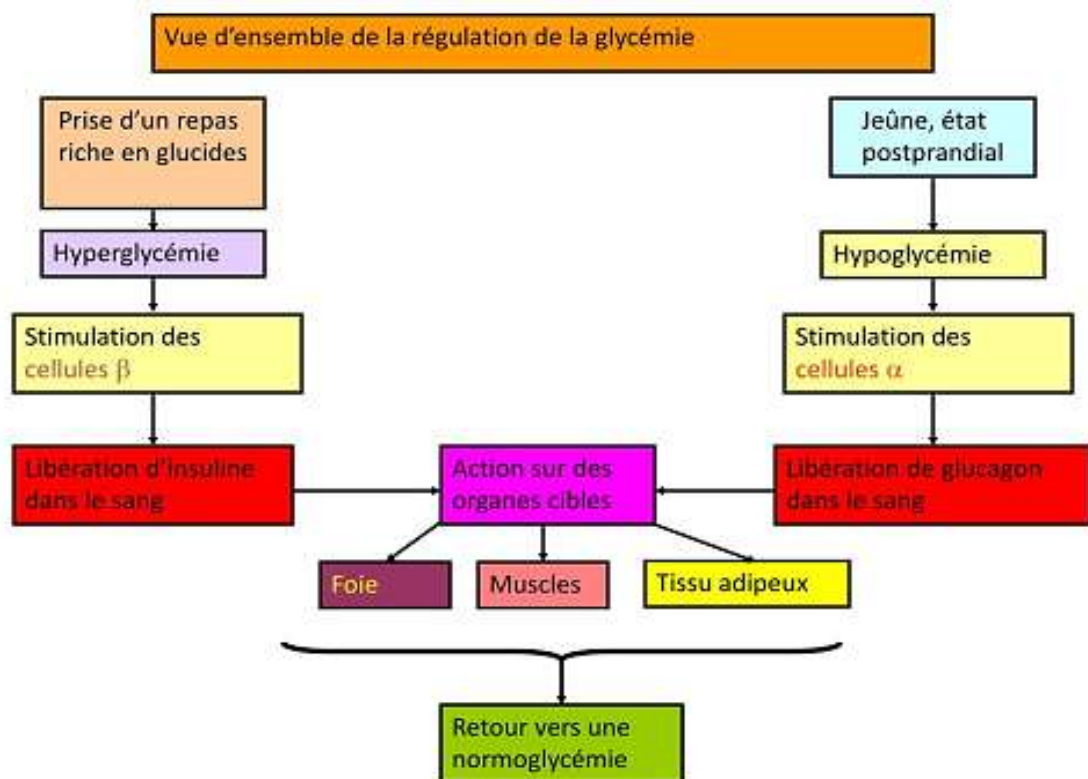 Vue d'ensemble de la régulation de la glycémie
Prise d'un repas
riche en glucides
Jeûne, état
postprandial
Hyperglycémie
Hypoglycémie
Stimulation des
cellules β
Stimulation des
cellules α
Libération d'insuline
dans le sang
Action sur des
organes cibles
Libération de glucagon
dans le sang
Foie
Muscles
Tissu adipeux
Retour vers une
normoglycémie